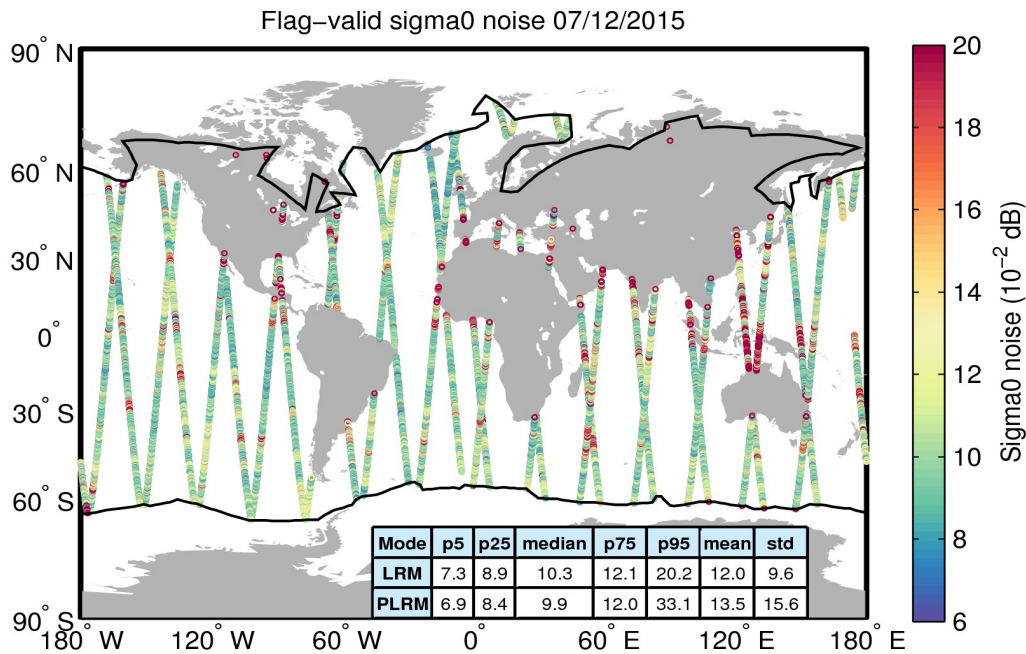 Flag−valid sigma0 noise 07/12/2015
90° N
60° N
30° N
0°
30° S
60° S
90° S
180° W
120° W
60° W
0°
60° E
120° E
180° E
Mode p5 p25 median p75 p95 mean std
LRM 7.3 8.9 10.3 12.1 20.2 12.0 9.6
PLRM 6.9 8.4 9.9 12.0 33.1 13.5 15.6
20
18
16
14
12
10
8
6
Sigma0 noise (10⁻² dB)